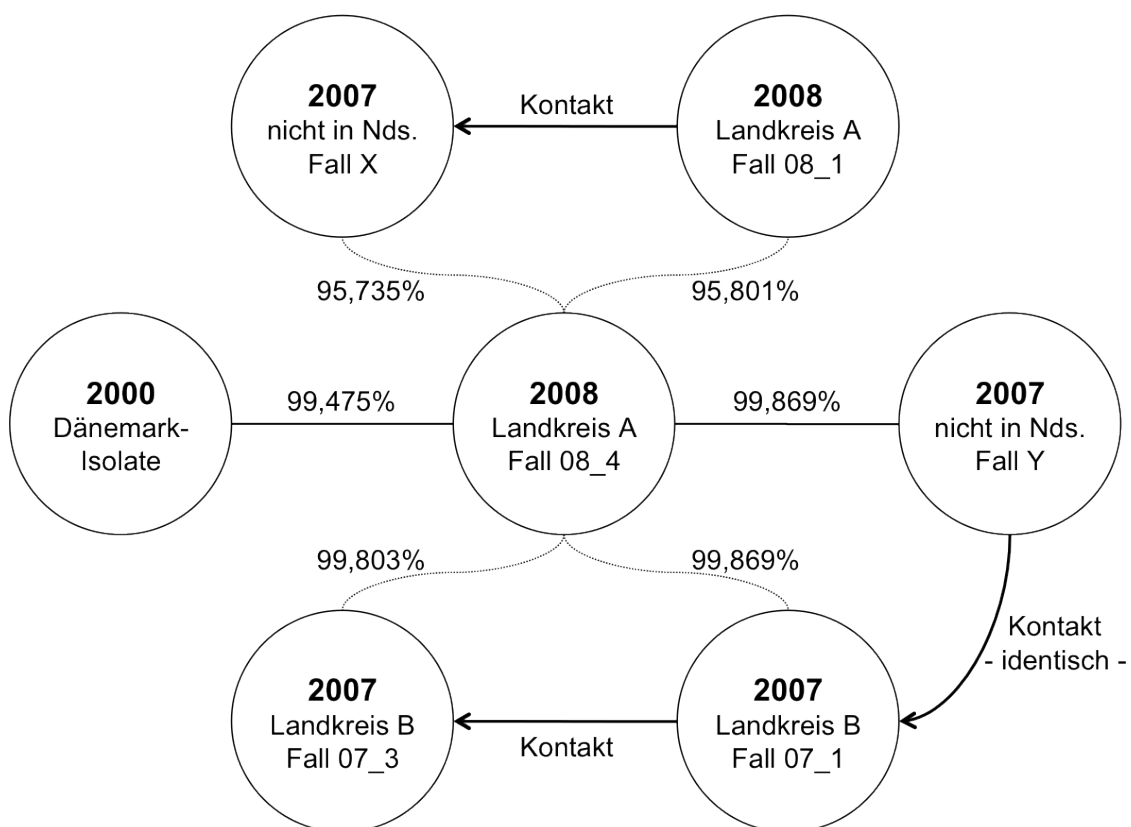 2007
nicht in Nds.
Fall X
Kontakt
2008
Landkreis A
Fall 08_1
95,735%
95,801%
2000
Dänemark-
Isolate
99,475%
2008
Landkreis A
Fall 08_4
99,869%
2007
nicht in Nds.
Fall Y
99,803%
99,869%
Kontakt
- identisch -
2007
Landkreis B
Fall 07_3
Kontakt
2007
Landkreis B
Fall 07_1